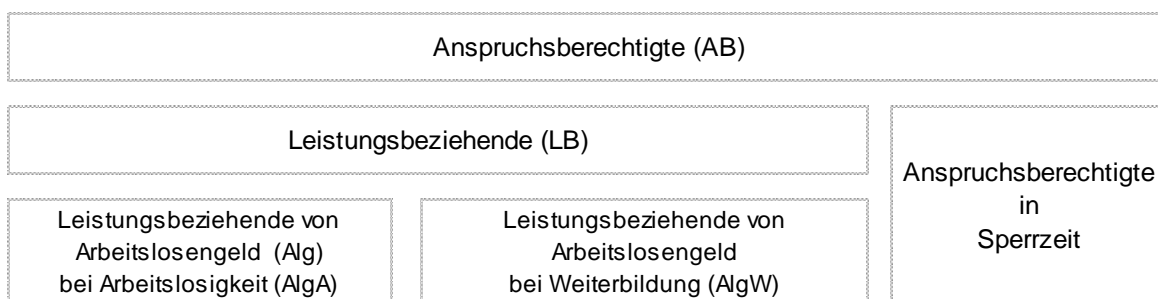 Anspruchsberechtigte (AB)
Leistungsbeziehende (LB)
Anspruchsberechtigte
in
Sperrzeit
Leistungsbeziehende von
Arbeitslosengeld (Alg)
bei Arbeitslosigkeit (AlgA)
Leistungsbeziehende von
Arbeitslosengeld
bei Weiterbildung (AlgW)